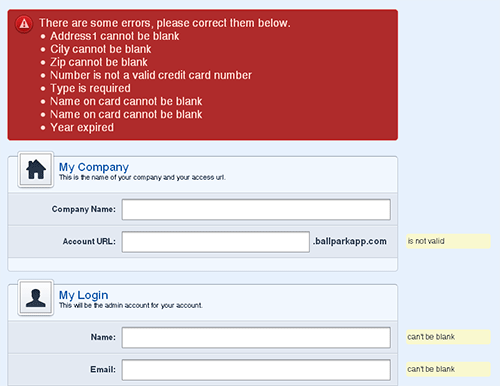 There are some errors, please correct them below.
Address1 cannot be blank
City cannot be blank
Zip cannot be blank
Number is not a valid credit card number
Type is required
Name on card cannot be blank
Name on card cannot be blank
Year expired
My Company
This is the name of your company and your access url.
Company Name:
Account URL: .ballparkapp.com is not valid
My Login
This will be the admin account for your account.
Name: can't be blank
Email: can't be blank